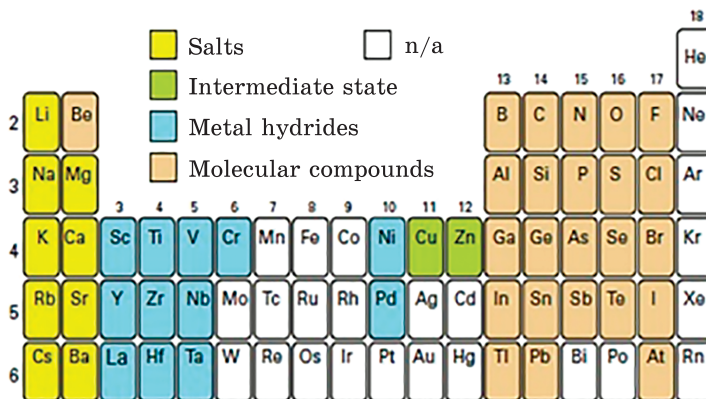 18
Salts n/a He
Intermediate state 13 14 15 16 17
2 Li Be Metal hydrides B C N O F Ne
Molecular compounds
3 Na Mg Al Si P S Cl Ar
3 4 5 6 7 8 9 10 11 12
4 K Ca Sc Ti V Cr Mn Fe Co Ni Cu Zn Ga Ge As Se Br Kr
5 Rb Sr Y Zr Nb Mo Tc Ru Rh Pd Ag Cd In Sn Sb Te I Xe
6 Cs Ba La Hf Ta W Re Os Ir Pt Au Hg Tl Pb Bi Po At Rn